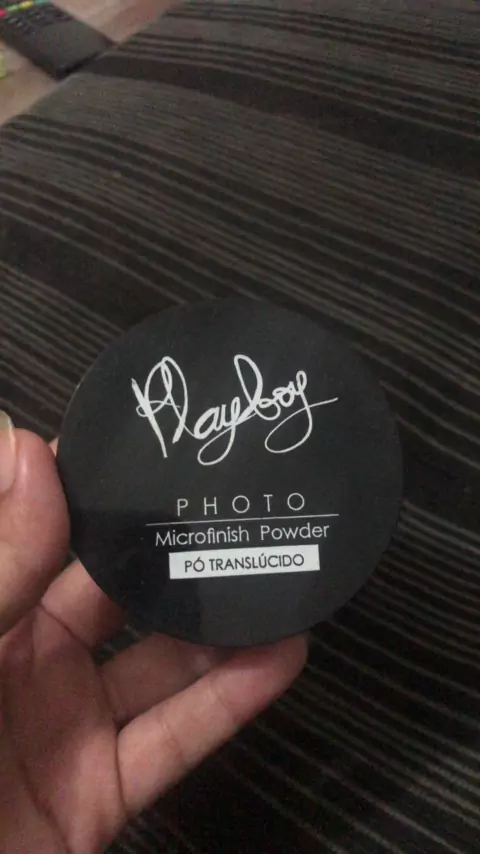 Playboy
PHOTO
Microfinish Powder
PÓ TRANSLÚCIDO